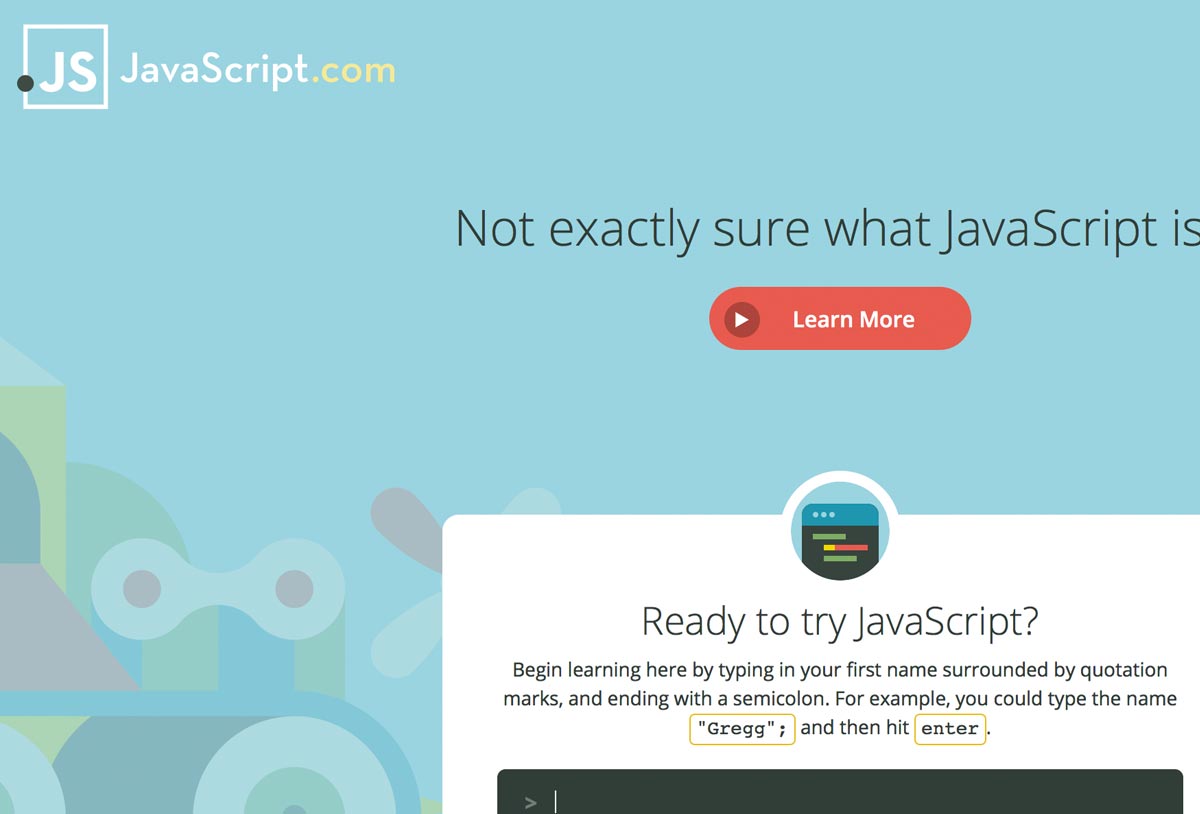 JS JavaScript.com
Not exactly sure what JavaScript is
Learn More
Ready to try JavaScript?
Begin learning here by typing in your first name surrounded by quotation
marks, and ending with a semicolon. For example, you could type the name
"Gregg"; and then hit enter.
>